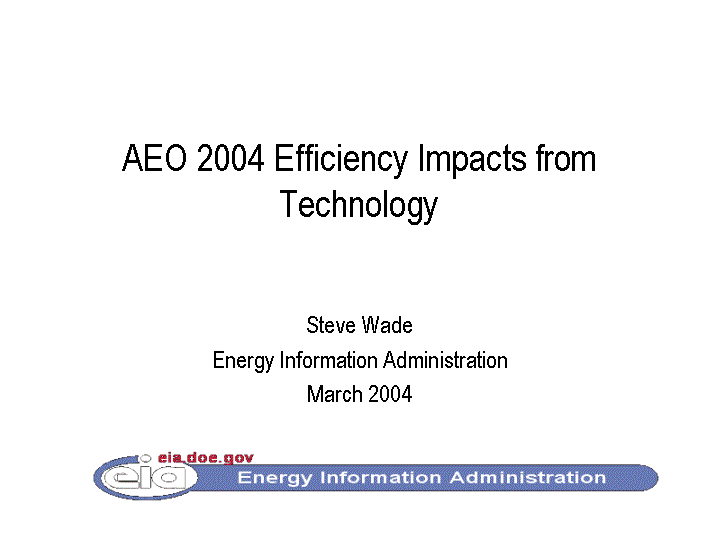 AEO 2004 Efficiency Impacts from
Technology
Steve Wade
Energy Information Administration
March 2004
eia.doe.gov
eia
Energy Information Administration